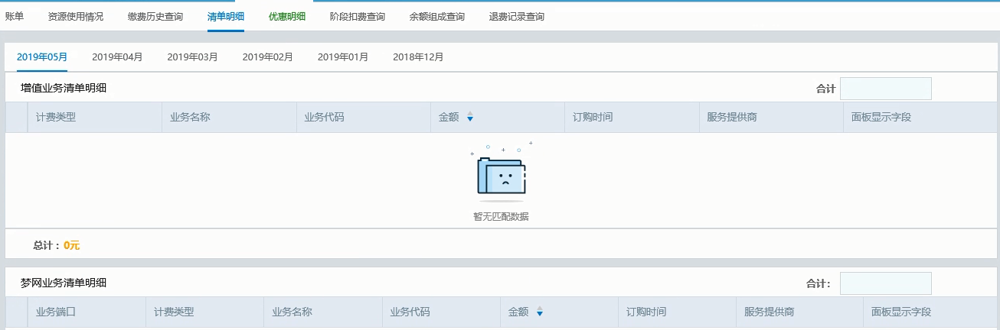 账单 资源使用情况 缴费历史查询 清单明细 优惠明细 阶段扣费查询 余额组成查询 退费记录查询
2019年05月 2019年04月 2019年03月 2019年02月 2019年01月 2018年12月
增值业务清单明细 合计
计费类型 业务名称 业务代码 金额 订购时间 服务提供商 面板显示字段
暂无匹配数据
总计：0元
梦网业务清单明细 合计：
业务端口 计费类型 业务名称 业务代码 金额 订购时间 服务提供商 面板显示字段